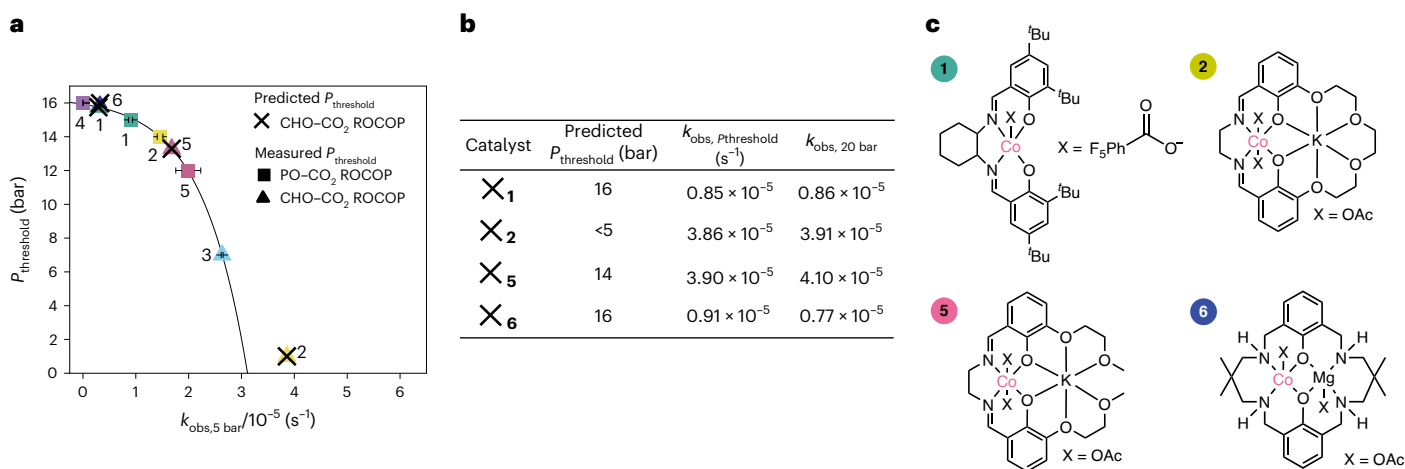 a
P_threshold (bar)
16
14
12
10
8
6
4
2
0
0
1
2
3
4
5
6
k_obs,5 bar/10⁻⁵ (s⁻¹)
4
1
6
1
2
5
5
3
2
Predicted P_threshold
CHO–CO₂ ROCOP
Measured P_threshold
PO–CO₂ ROCOP
CHO–CO₂ ROCOP
b
Catalyst Predicted P_threshold (bar) k_obs, Pthreshold (s⁻¹) k_obs, 20 bar
1 16 0.85 × 10⁻⁵ 0.86 × 10⁻⁵
2 <5 3.86 × 10⁻⁵ 3.91 × 10⁻⁵
5 14 3.90 × 10⁻⁵ 4.10 × 10⁻⁵
6 16 0.91 × 10⁻⁵ 0.77 × 10⁻⁵
c
1
ᵗBu
ᵗBu
N
O
X
Co
N
O
ᵗBu
ᵗBu
X = F₅Ph
O
O⁻
2
N
X
O
O
O
Co
K
N
X
O
O
O
X = OAc
5
N
X
O
O
O
Co
K
N
X
O
O
O
X = OAc
6
H
H
N
X
O
N
Co
Mg
N
O
X
N
H
H
X = OAc